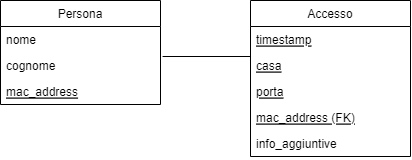 Persona
nome
cognome
mac_address
Accesso
timestamp
casa
porta
mac_address (FK)
info_aggiuntive